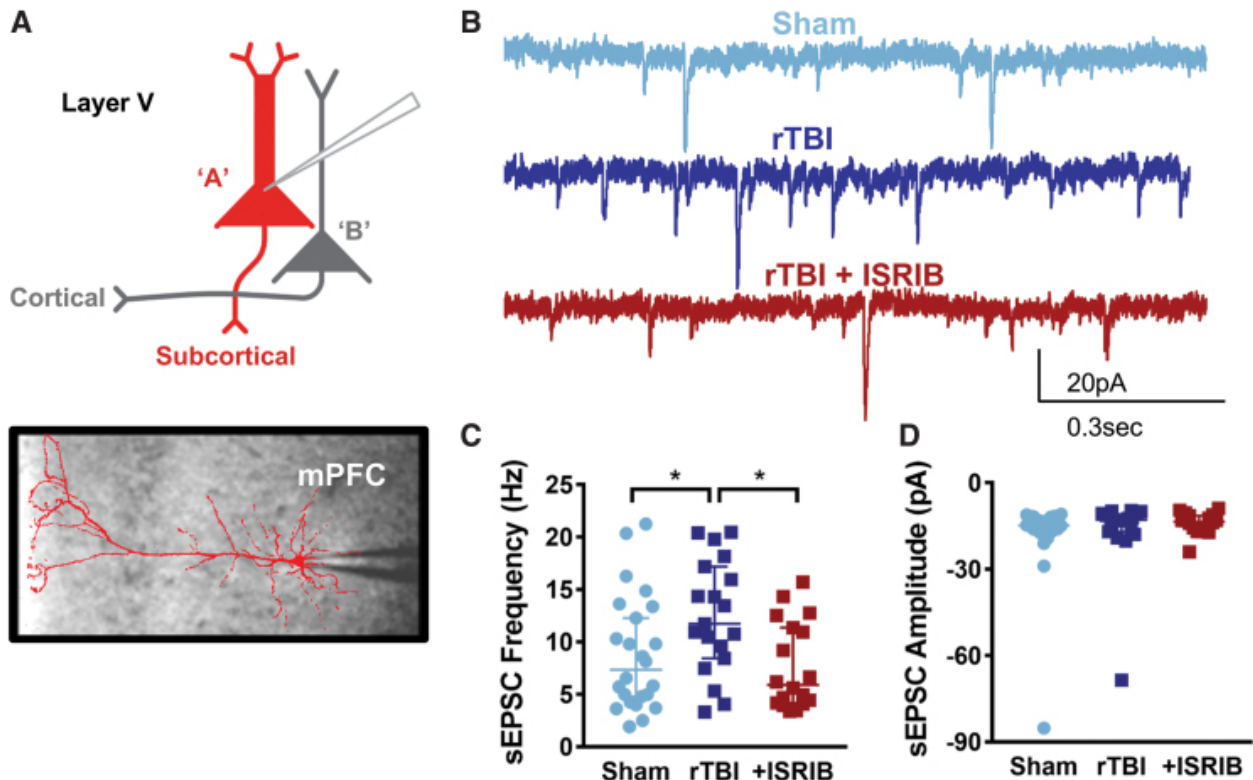 A
Layer V
'A'
'B'
Cortical
Subcortical
mPFC
B
Sham
rTBI
rTBI + ISRIB
20pA
0.3sec
C
sEPSC Frequency (Hz)
25
20
15
10
5
0
* *
Sham rTBI +ISRIB
D
sEPSC Amplitude (pA)
0
-30
-60
-90
Sham rTBI +ISRIB